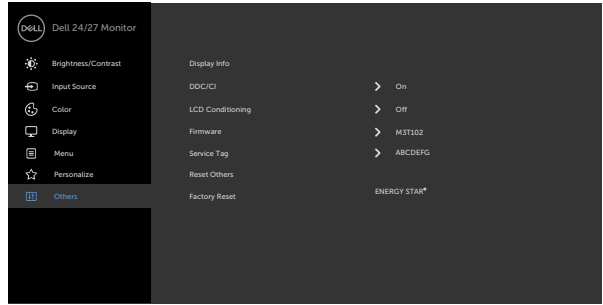 DELL Dell 24/27 Monitor
Brightness/Contrast Display Info
Input Source DDC/CI On
Color LCD Conditioning Off
Display Firmware M3T102
Menu Service Tag ABCDEFG
Personalize Reset Others
Others Factory Reset ENERGY STAR®